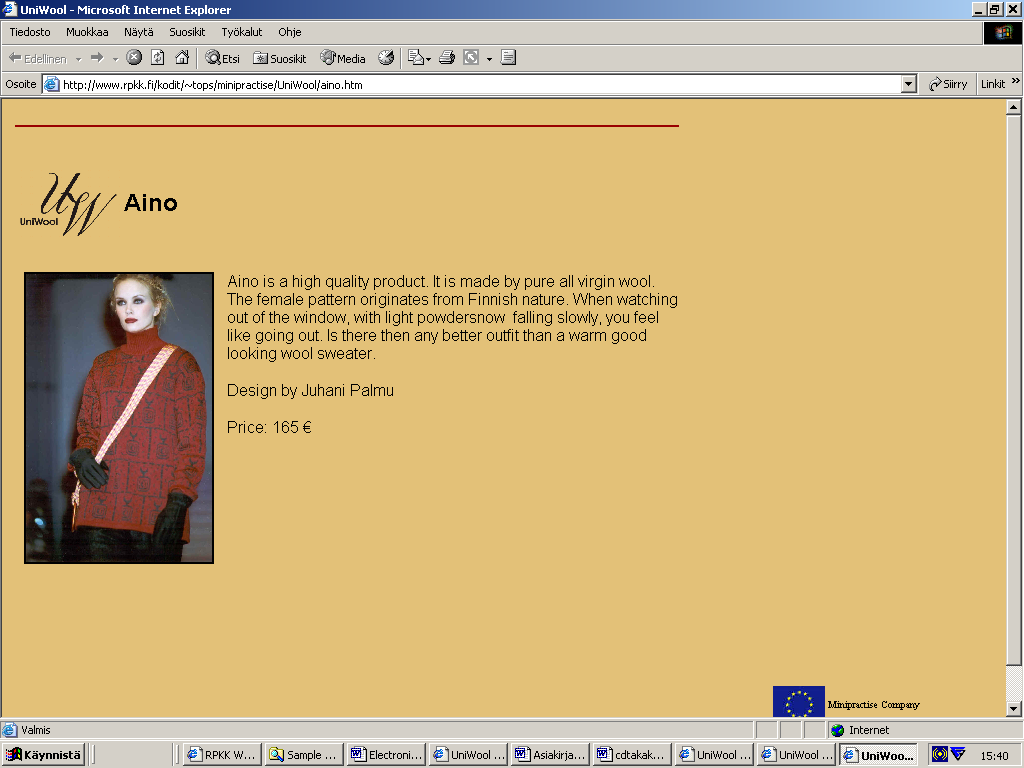 UniWool - Microsoft Internet Explorer
Tiedosto Muokkaa Näytä Suosikit Työkalut Ohje
Edellinen Etsi Suosikit Media
Osoite http://www.rpkk.fi/kodit/~tops/minipractise/UniWool/aino.htm Siirry Linkit »
UW
UniWool
Aino
Aino is a high quality product. It is made by pure all virgin wool.
The female pattern originates from Finnish nature. When watching
out of the window, with light powdersnow falling slowly, you feel
like going out. Is there then any better outfit than a warm good
looking wool sweater.
Design by Juhani Palmu
Price: 165 €
Minipractise Company
Valmis Internet
Käynnistä RPKK W... Sample ... Electroni... UniWool ... Asiakirja... cdtakak... UniWool ... UniWool ... UniWoo... 15:40